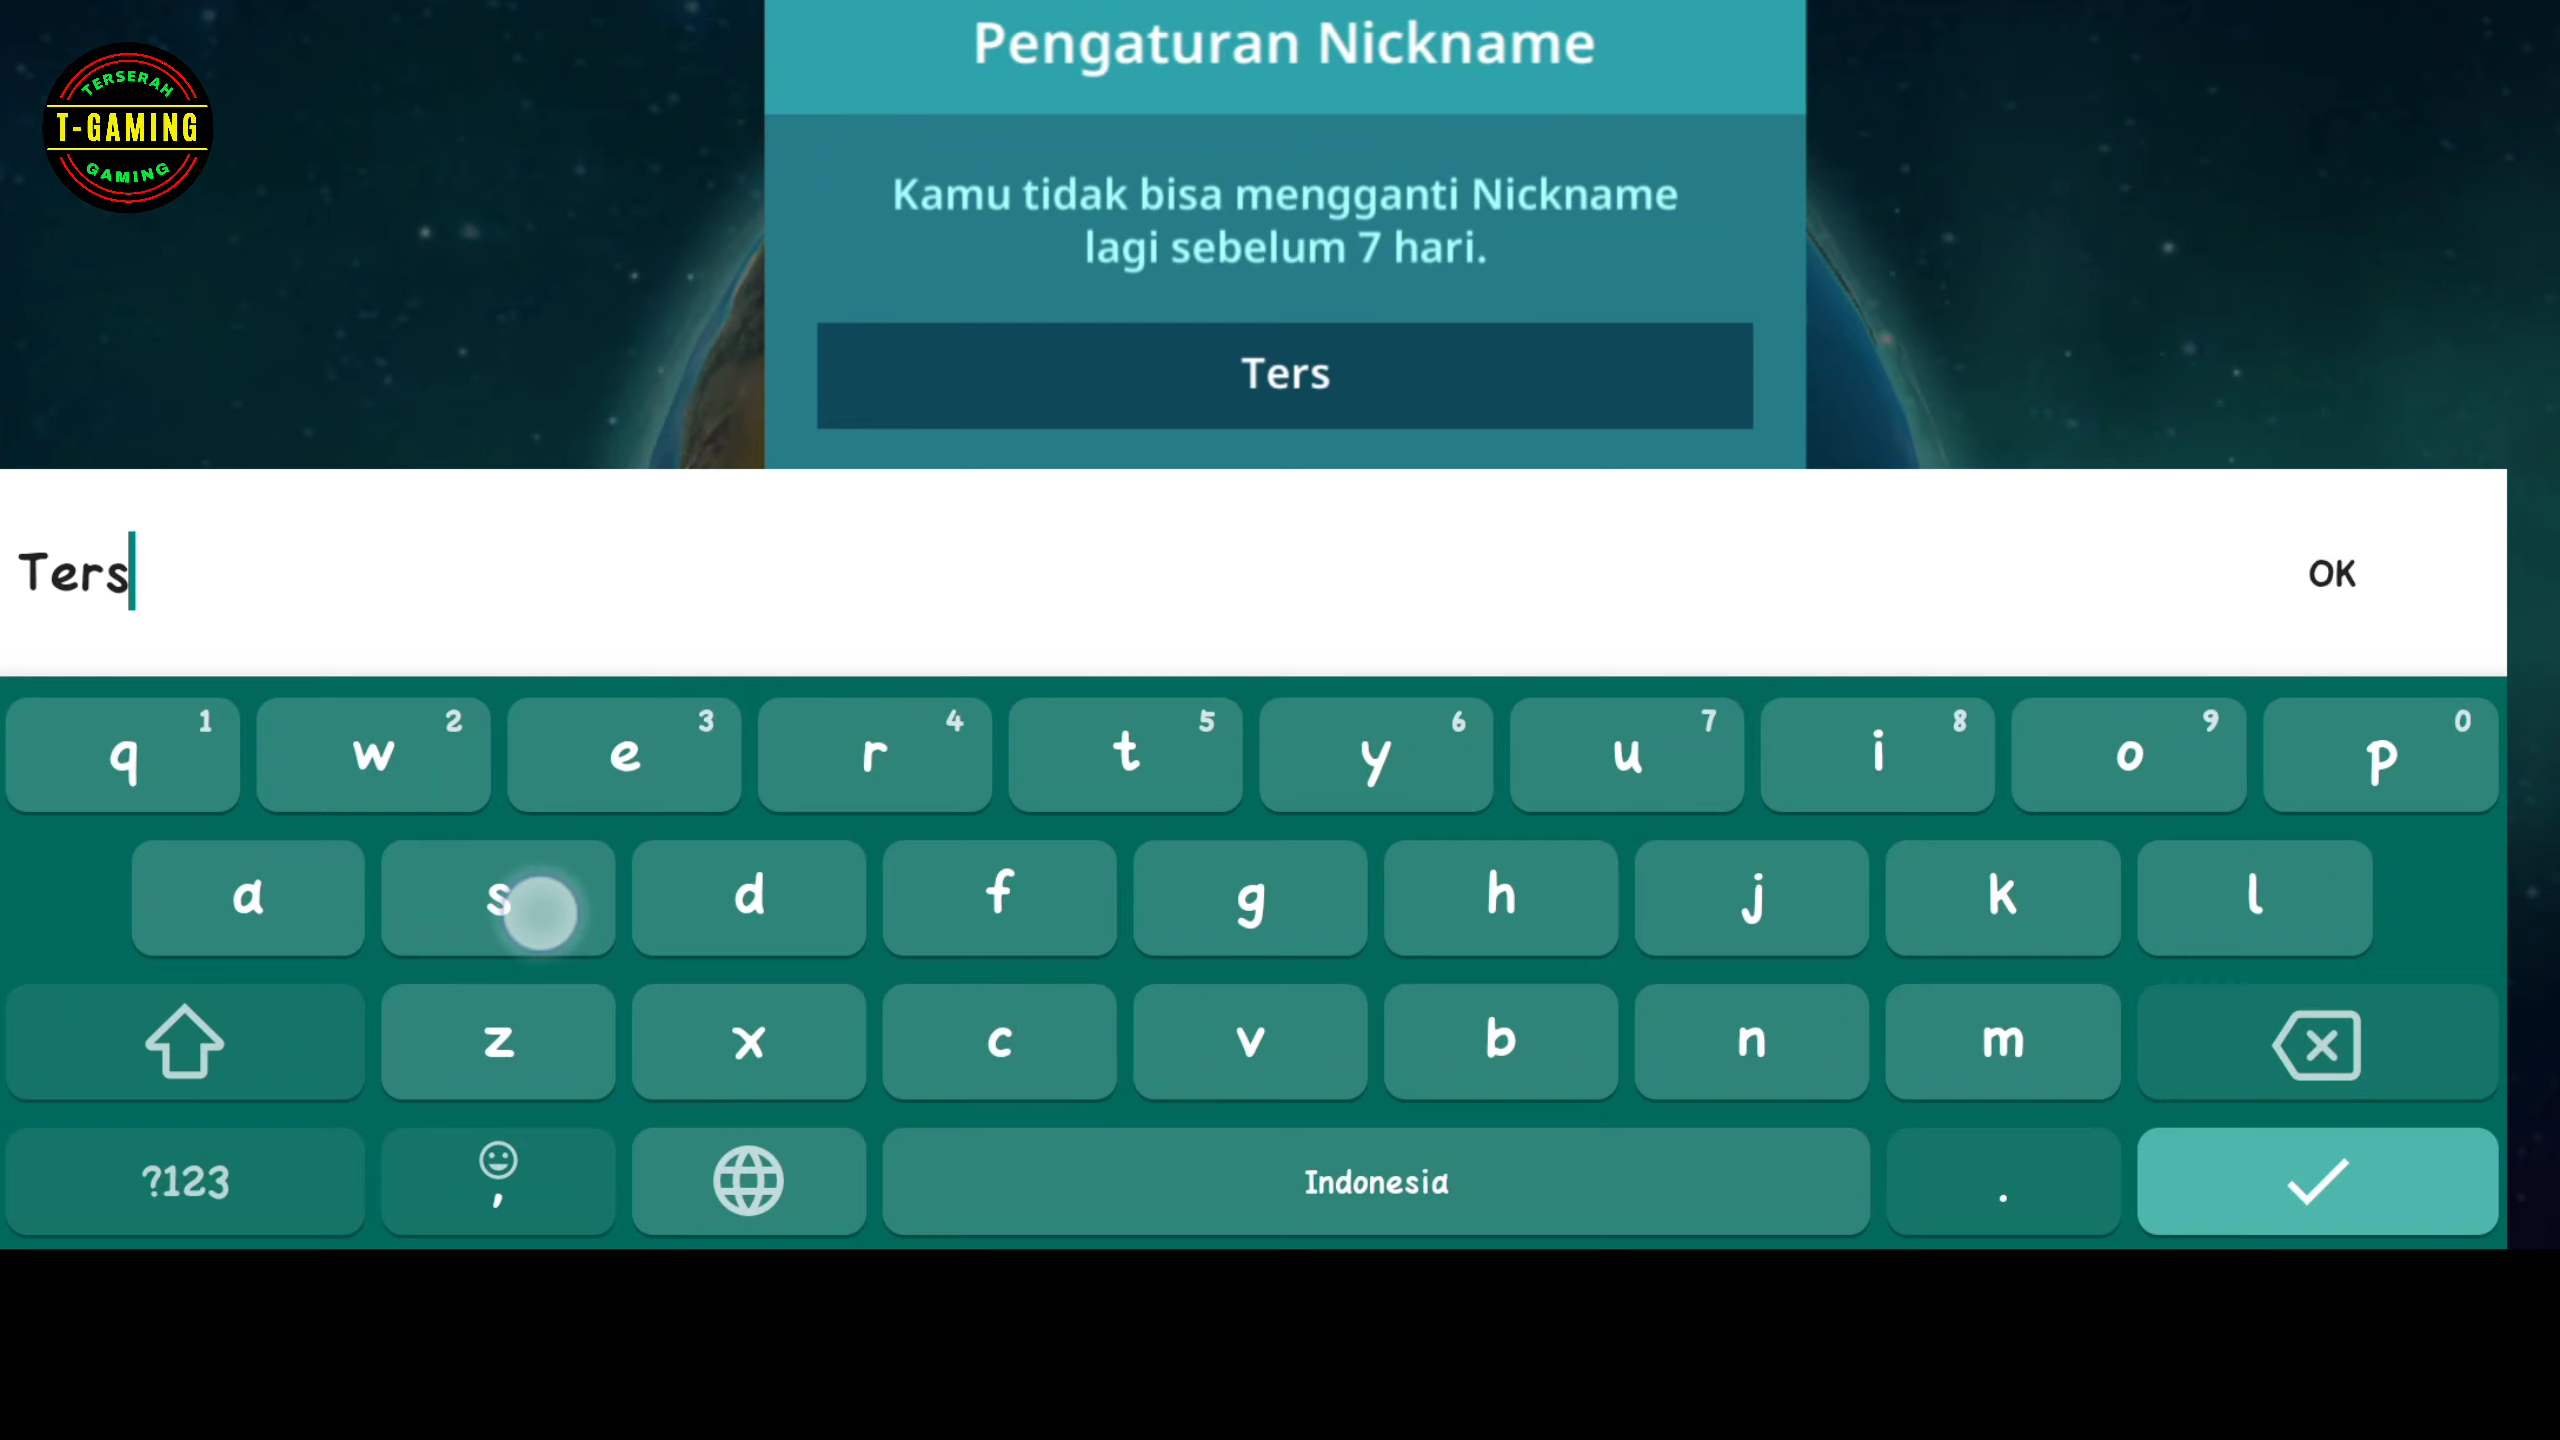 Pengaturan Nickname
TERSERAH
T-GAMING
GAMING
Kamu tidak bisa mengganti Nickname
lagi sebelum 7 hari.
Ters
Ters
OK
q 1 w 2 e 3 r 4 t 5 y 6 u 7 i 8 o 9 p 0
a s d f g h j k l
z x c v b n m
?123 , Indonesia .